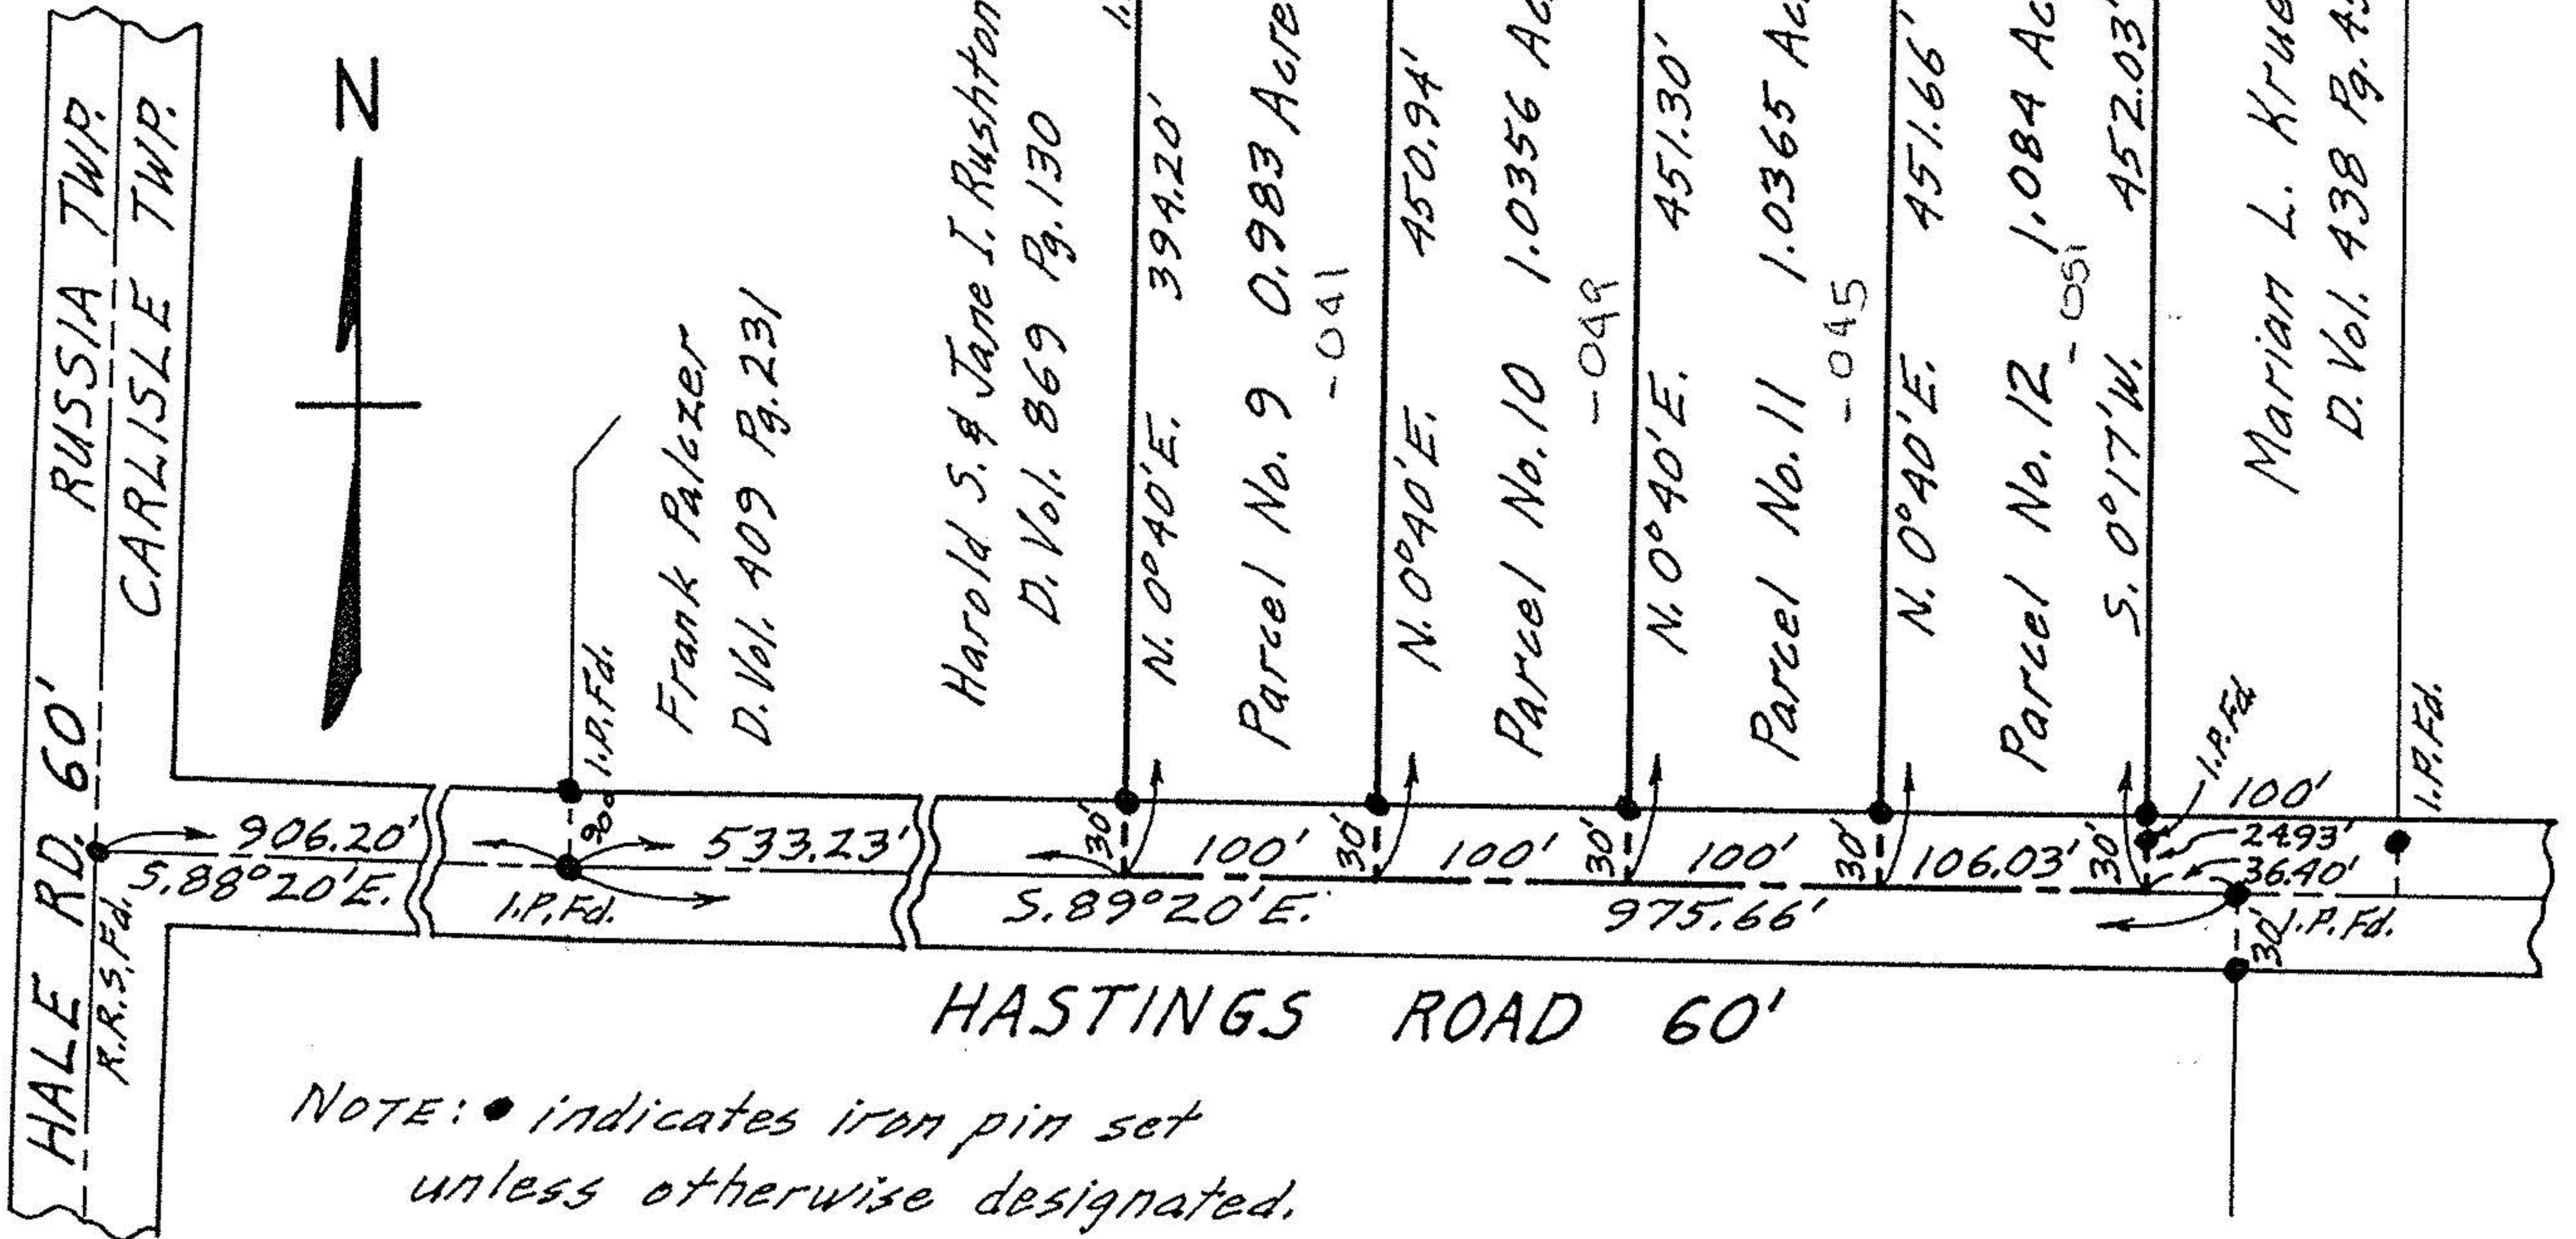 HALE RD. 60'
RUSSIA TWP.
CARLISLE TWP.
R.R.S.Fd.
N
I.P.Fd.
Frank Palczer
D. Vol. 409 Pg. 231
Harold S. & Jane I. Rushton
D. Vol. 869 Pg. 130
N. 0°40'E. 394.20'
Parcel No. 9 0.983 Acre
-041
N. 0°40'E. 450.94'
Parcel No. 10 1.0356
-049
N. 0°40'E. 451.30'
Parcel No. 11 1.0365
-045
N. 0°40'E. 451.66'
Parcel No. 12 1.084
-051
S. 0°17'W. 452.03'
Marian L.
D. Vol. 438 Pg.
I.P.Fd
I.P.Fd.
906.20'
S.88°20'E.
I.P.Fd.
533.23'
30'
100'
30'
100'
30'
100'
30'
106.03'
30'
100'
24.93'
36.40'
S.89°20'E.
975.66'
30'
I.P.Fd.
HASTINGS ROAD 60'
NOTE: • indicates iron pin set
unless otherwise designated.